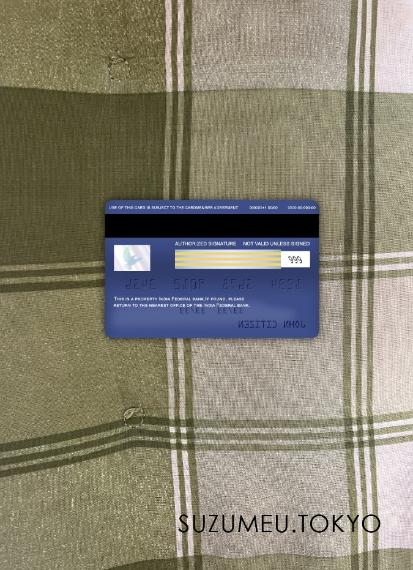 USE OF THIS CARD IS SUBJECT TO THE CARDMEMBER AGREEMENT
AUTHORIZED SIGNATURE NOT VALID UNLESS SIGNED
999
THIS IS A PROPERTY INDIA FEDERAL BANK,IF FOUND, PLEASE
RETURN TO THE NEAREST OFFICE OF THE INDIA FEDERAL BANK.
JOHN CITIZEN
SUZUMEU.TOKYO